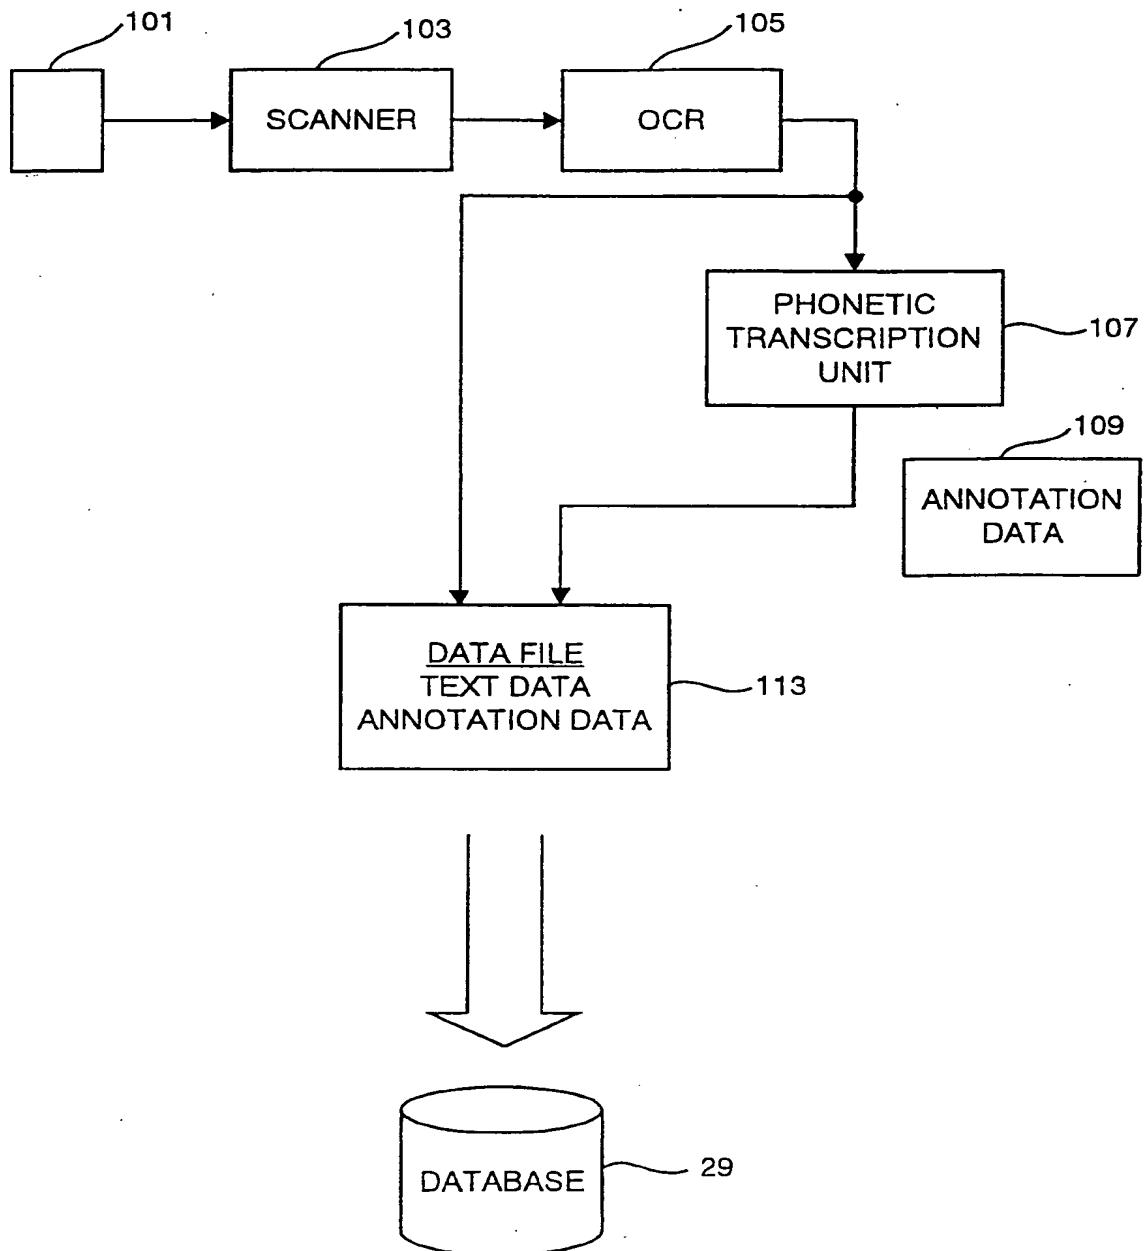 101
103
105
SCANNER
OCR
PHONETIC
TRANSCRIPTION
UNIT
107
109
ANNOTATION
DATA
DATA FILE
TEXT DATA
ANNOTATION DATA
113
DATABASE
29